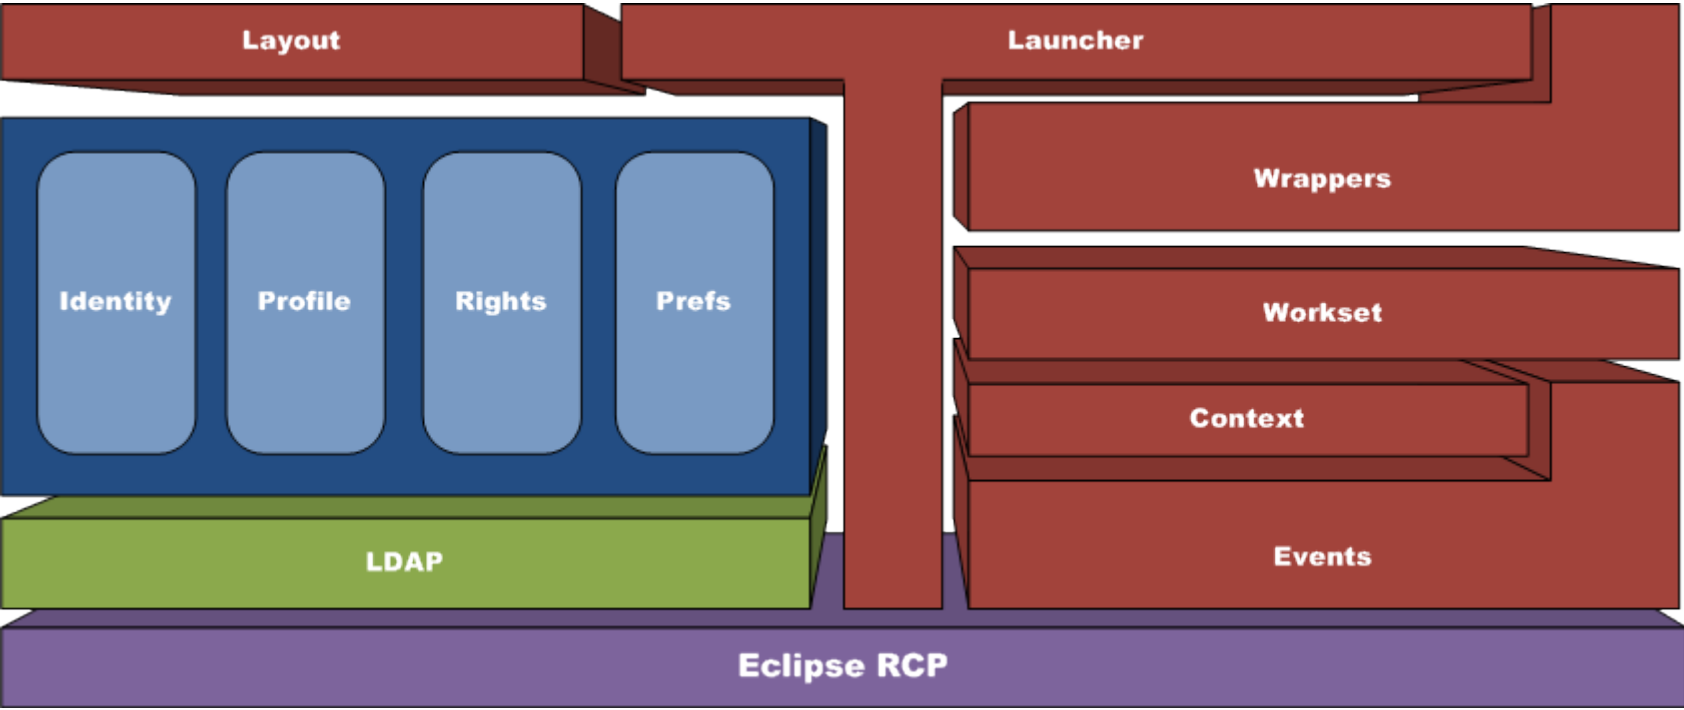 Layout
Launcher
Wrappers
Identity
Profile
Rights
Prefs
Workset
Context
LDAP
Events
Eclipse RCP